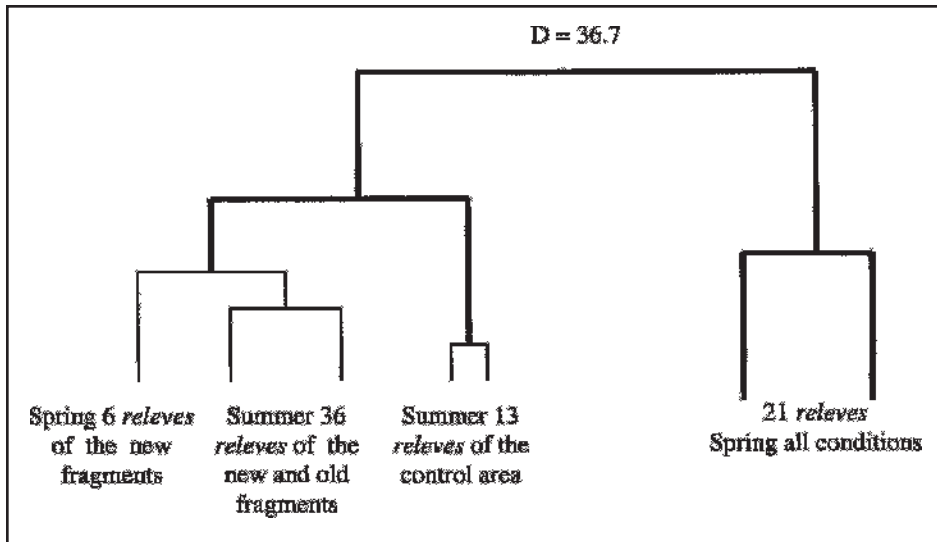 D = 36.7
Spring 6 releves
of the new
fragments
Summer 36
releves of the
new and old
fragments
Summer 13
releves of the
control area
21 releves
Spring all conditions